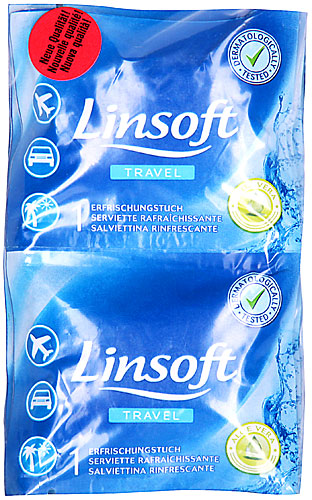 Neue Qualität!
Nouvelle qualité!
Nuova qualità!
DERMATOLOGICALLY
TESTED
Linsoft
TRAVEL
ALOE VERA
1 ERFRISCHUNGSTUCH
SERVIETTE RAFRAÎCHISSANTE
SALVIETTINA RINFRESCANTE
DERMATOLOGICALLY
TESTED
Linsoft
TRAVEL
ALOE VERA
1 ERFRISCHUNGSTUCH
SERVIETTE RAFRAÎCHISSANTE
SALVIETTINA RINFRESCANTE